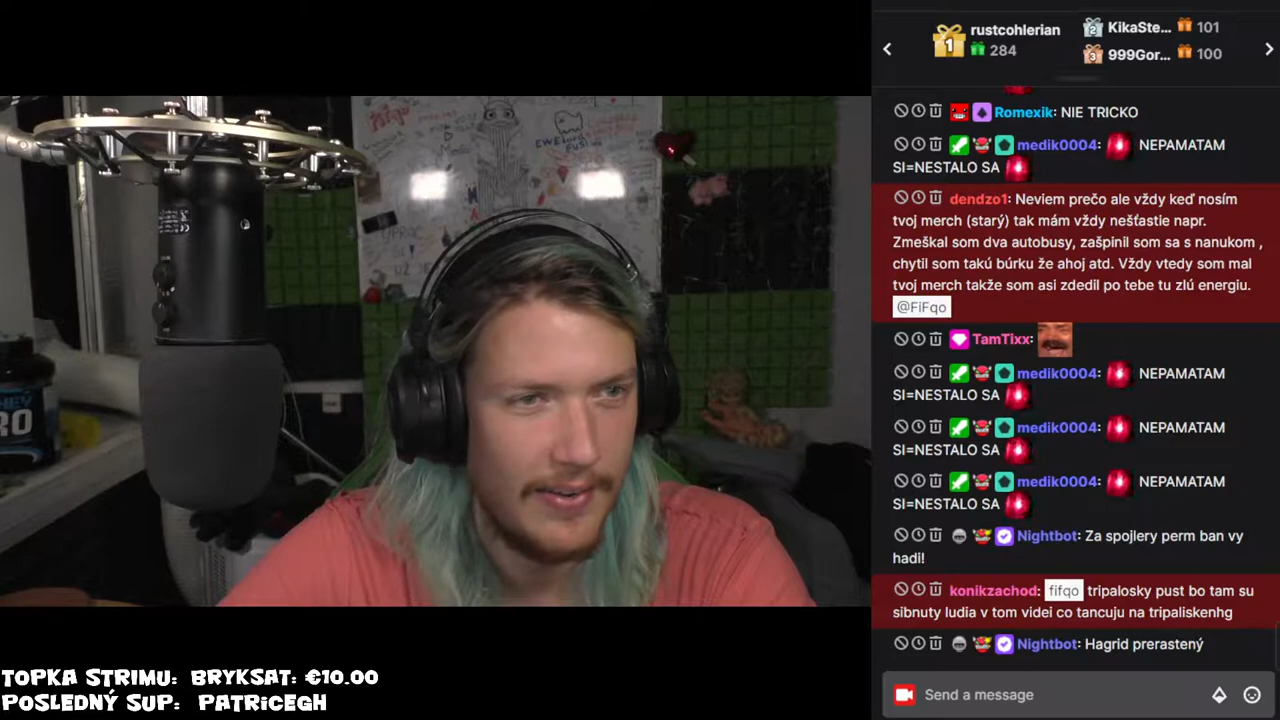 rustcohlerian
284
KikaSte... 101
999Gor... 100
1
2
3
Romexik: NIE TRICKO
medik0004: NEPAMATAM
SI=NESTALO SA
dendzo1: Neviem prečo ale vždy keď nosím
tvoj merch (starý) tak mám vždy nešťastie napr.
Zmeškal som dva autobusy, zašpinil som sa s nanukom ,
chytil som takú búrku že ahoj atd. Vždy vtedy som mal
tvoj merch takže som asi zdedil po tebe tu zlú energiu.
@FiFqo
TamTixx:
medik0004: NEPAMATAM
SI=NESTALO SA
medik0004: NEPAMATAM
SI=NESTALO SA
medik0004: NEPAMATAM
SI=NESTALO SA
Nightbot: Za spojlery perm ban vy
hadi!
konikzachod: fifqo tripalosky pust bo tam su
sibnuty ludia v tom videi co tancuju na tripaliskenhg
Nightbot: Hagrid prerastený
Send a message
EWE
RO
TOPKA STRIMU: BRYKSAT: €10.00
POSLEDNÝ SUP: PATRICEGH